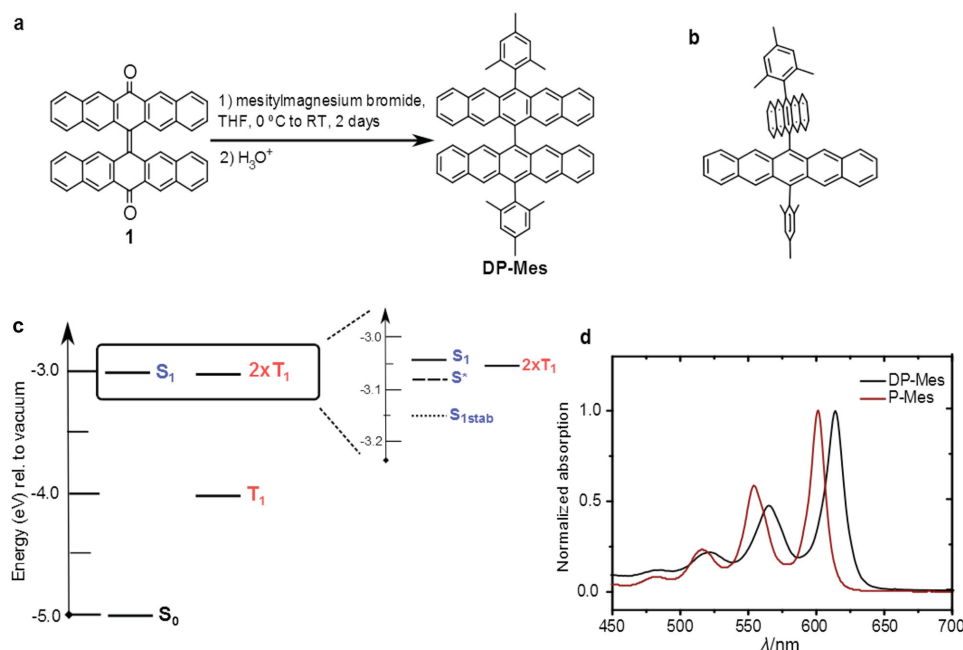 a
O
1) mesitylmagnesium bromide,
THF, 0 ºC to RT, 2 days
2) H₃O⁺
O
1
DP-Mes
b
c
Energy (eV) rel. to vacuum
-3.0
-4.0
-5.0
S₁
2xT₁
T₁
S₀
-3.0
-3.1
-3.2
S₁
S*
S₁stab
2xT₁
d
Normalized absorption
1.0
0.5
0.0
DP-Mes
P-Mes
450 500 550 600 650 700
λ/nm